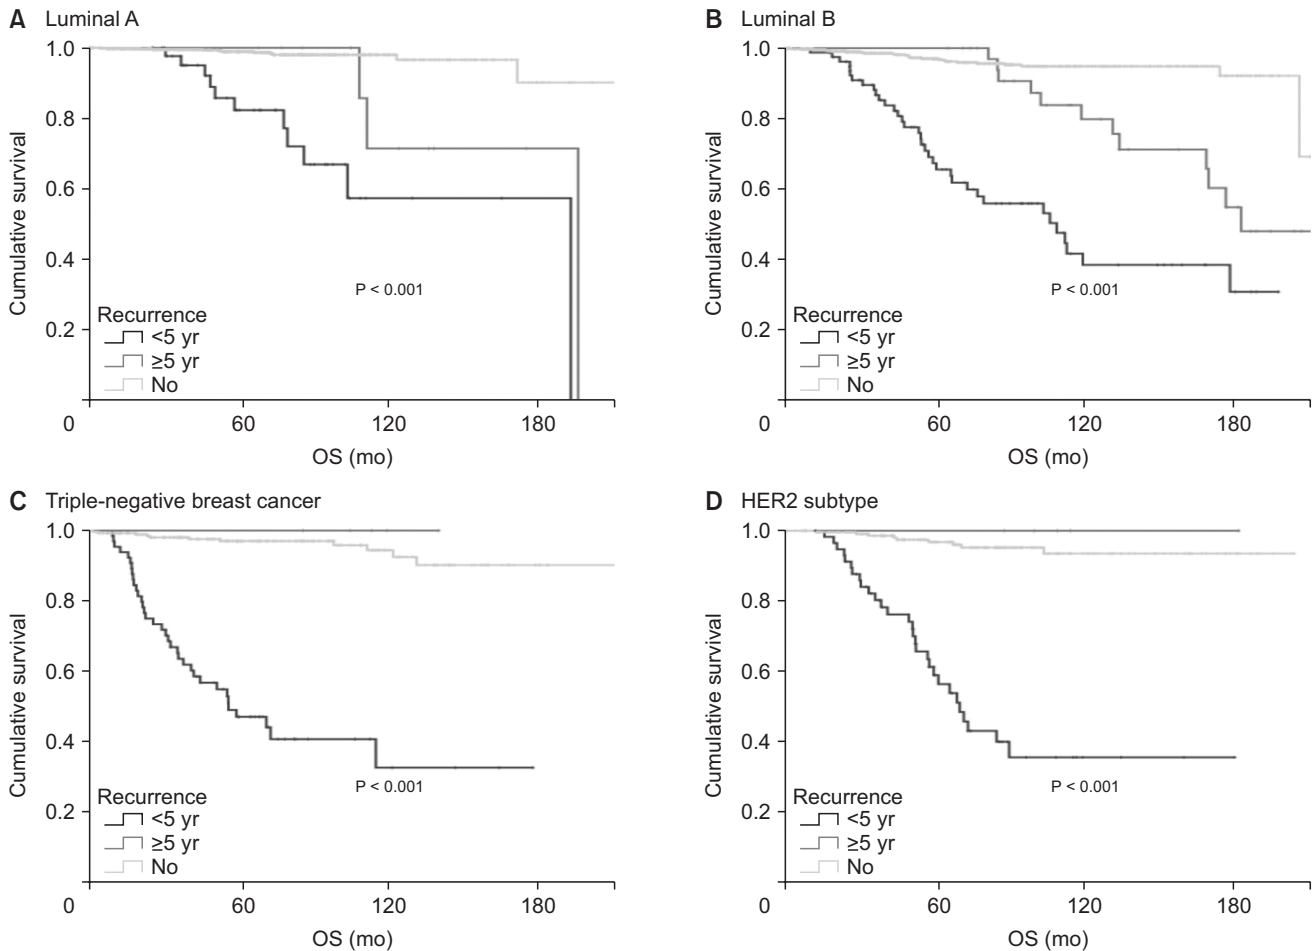 A Luminal A
1.0
0.8
0.6
0.4
0.2
0
60
120
180
Cumulative survival
OS (mo)
P < 0.001
Recurrence
<5 yr
≥5 yr
No
B Luminal B
1.0
0.8
0.6
0.4
0.2
0
60
120
180
Cumulative survival
OS (mo)
P < 0.001
Recurrence
<5 yr
≥5 yr
No
C Triple-negative breast cancer
1.0
0.8
0.6
0.4
0.2
0
60
120
180
Cumulative survival
OS (mo)
P < 0.001
Recurrence
<5 yr
≥5 yr
No
D HER2 subtype
1.0
0.8
0.6
0.4
0.2
0
60
120
180
Cumulative survival
OS (mo)
P < 0.001
Recurrence
<5 yr
≥5 yr
No